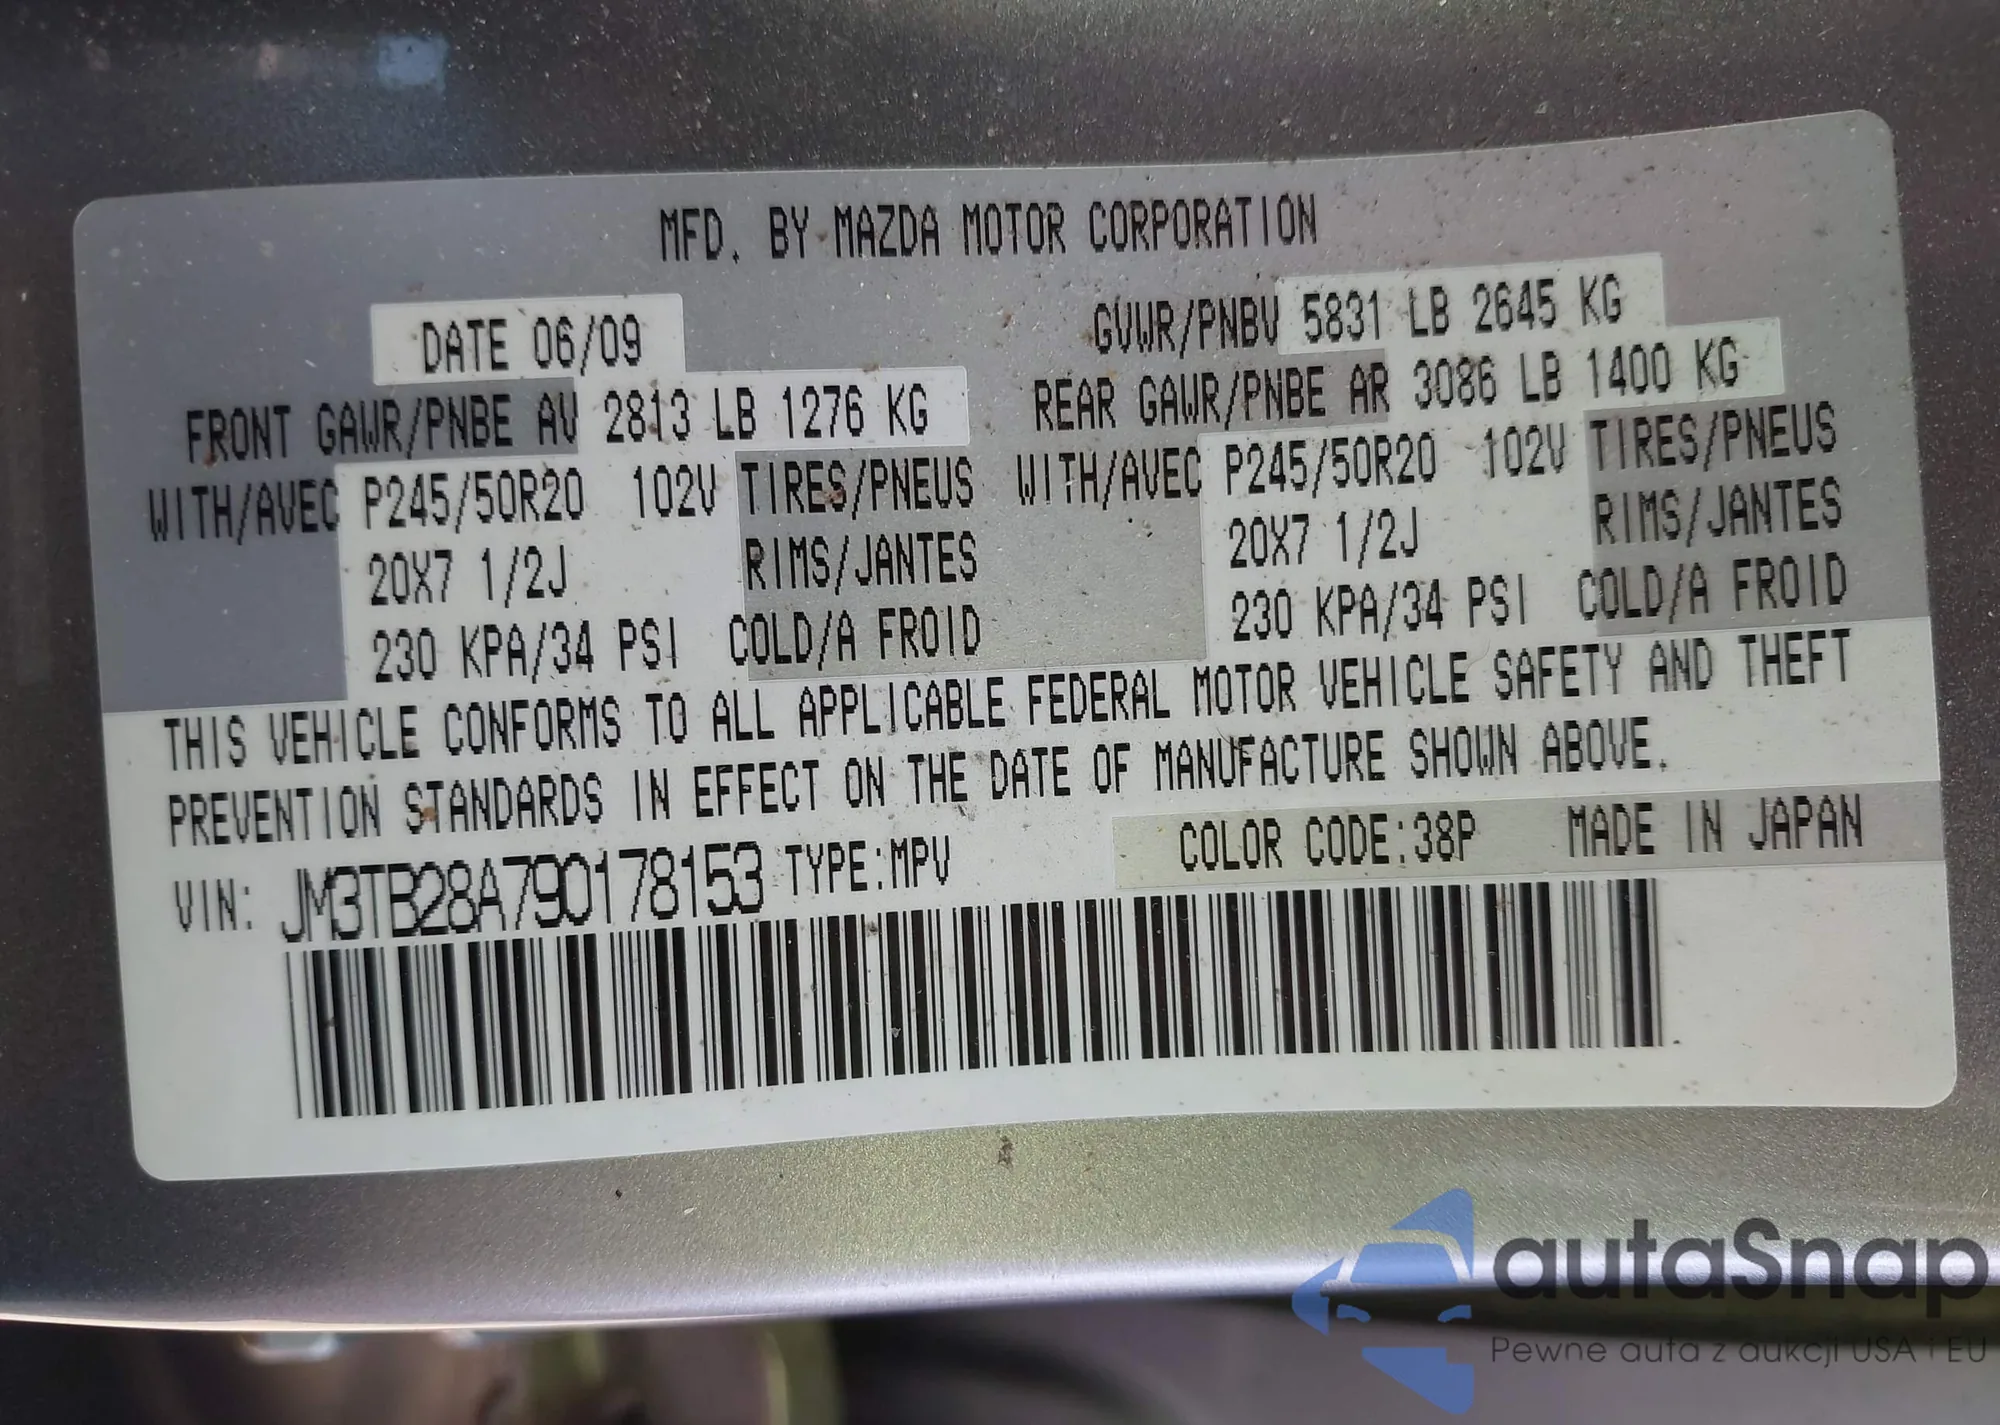 MFD. BY MAZDA MOTOR CORPORATION
DATE 06/09
GVWR/PNBV 5831 LB 2645 KG
FRONT GAWR/PNBE AV 2813 LB 1276 KG
REAR GAWR/PNBE AR 3086 LB 1400 KG
WITH/AVEC P245/50R20 102V TIRES/PNEUS
WITH/AVEC P245/50R20 102V TIRES/PNEUS
20X7 1/2J RIMS/JANTES
20X7 1/2J RIMS/JANTES
230 KPA/34 PSI COLD/A FROID
230 KPA/34 PSI COLD/A FROID
THIS VEHICLE CONFORMS TO ALL APPLICABLE FEDERAL MOTOR VEHICLE SAFETY AND THEFT
PREVENTION STANDARDS IN EFFECT ON THE DATE OF MANUFACTURE SHOWN ABOVE.
VIN: JM3TB28A790178153 TYPE:MPV
COLOR CODE:38P MADE IN JAPAN
autaSnap
Pewne auta z aukcji USA i EU